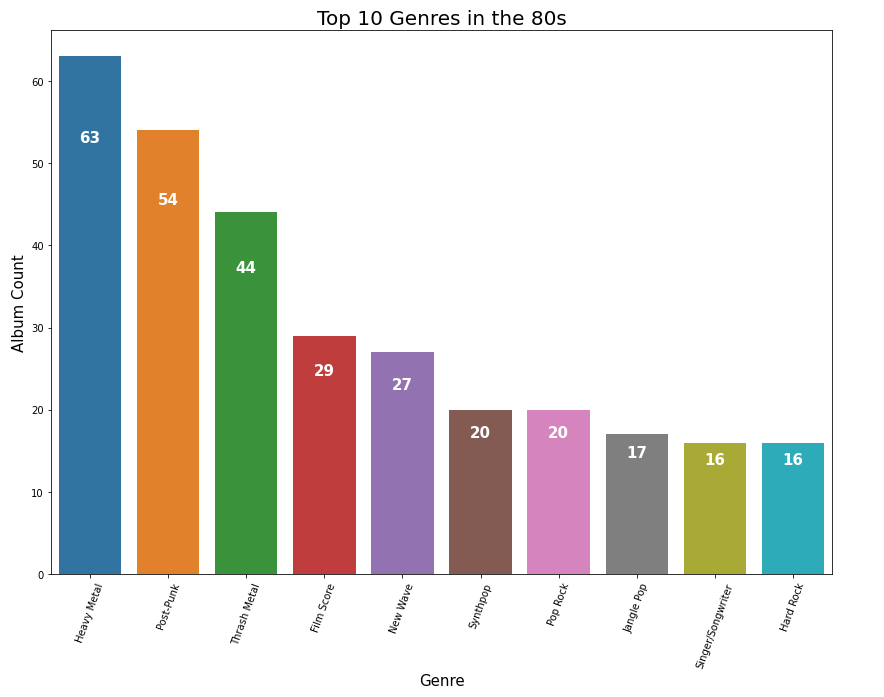 Top 10 Genres in the 80s
Album Count
60
50
40
30
20
10
0
63
54
44
29
27
20
20
17
16
16
Heavy Metal
Post-Punk
Thrash Metal
Film Score
New Wave
Synthpop
Pop Rock
Jangle Pop
Singer/Songwriter
Hard Rock
Genre